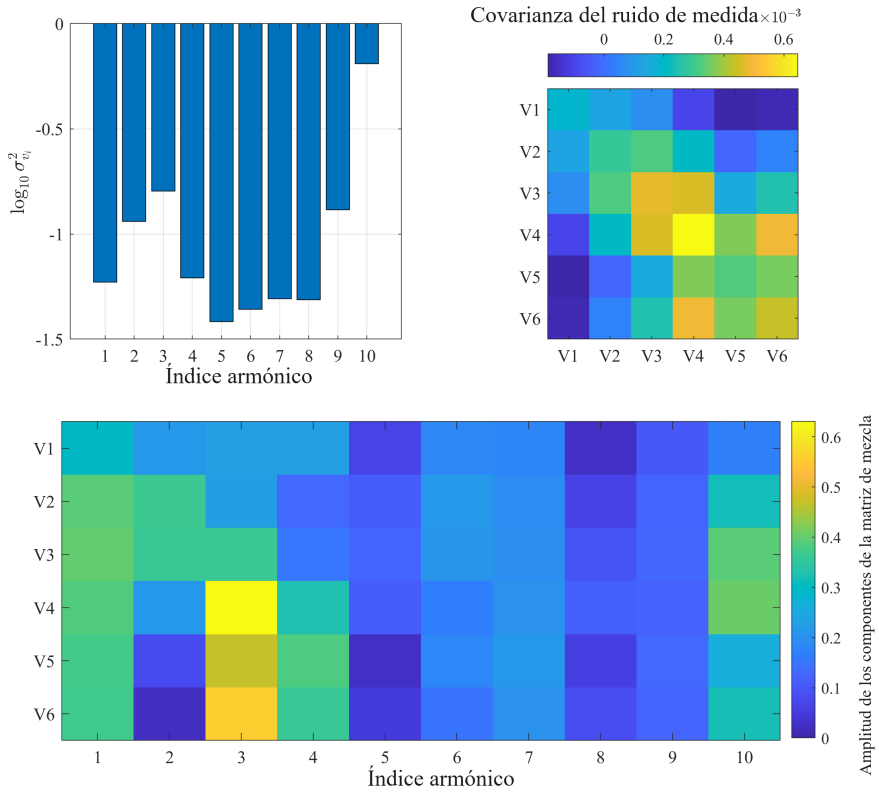 0
-0.5
-1
-1.5
log₁₀ σ²ᵥᵢ
1 2 3 4 5 6 7 8 9 10
Índice armónico
Covarianza del ruido de medida ×10⁻³
0 0.2 0.4 0.6
V1
V2
V3
V4
V5
V6
V1 V2 V3 V4 V5 V6
V1
V2
V3
V4
V5
V6
1 2 3 4 5 6 7 8 9 10
Índice armónico
0.6
0.5
0.4
0.3
0.2
0.1
0
Amplitud de los componentes de la matriz de mezcla